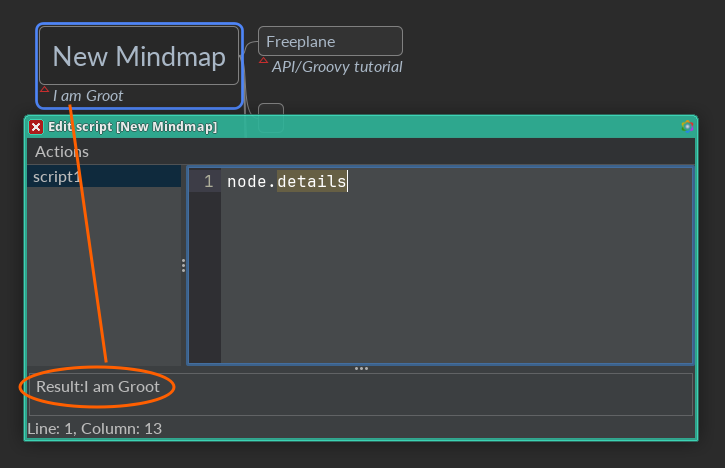 New Mindmap
I am Groot
Freeplane
API/Groovy tutorial
Edit script [New Mindmap]
Actions
script1
1 node.details
Result:I am Groot
Line: 1, Column: 13